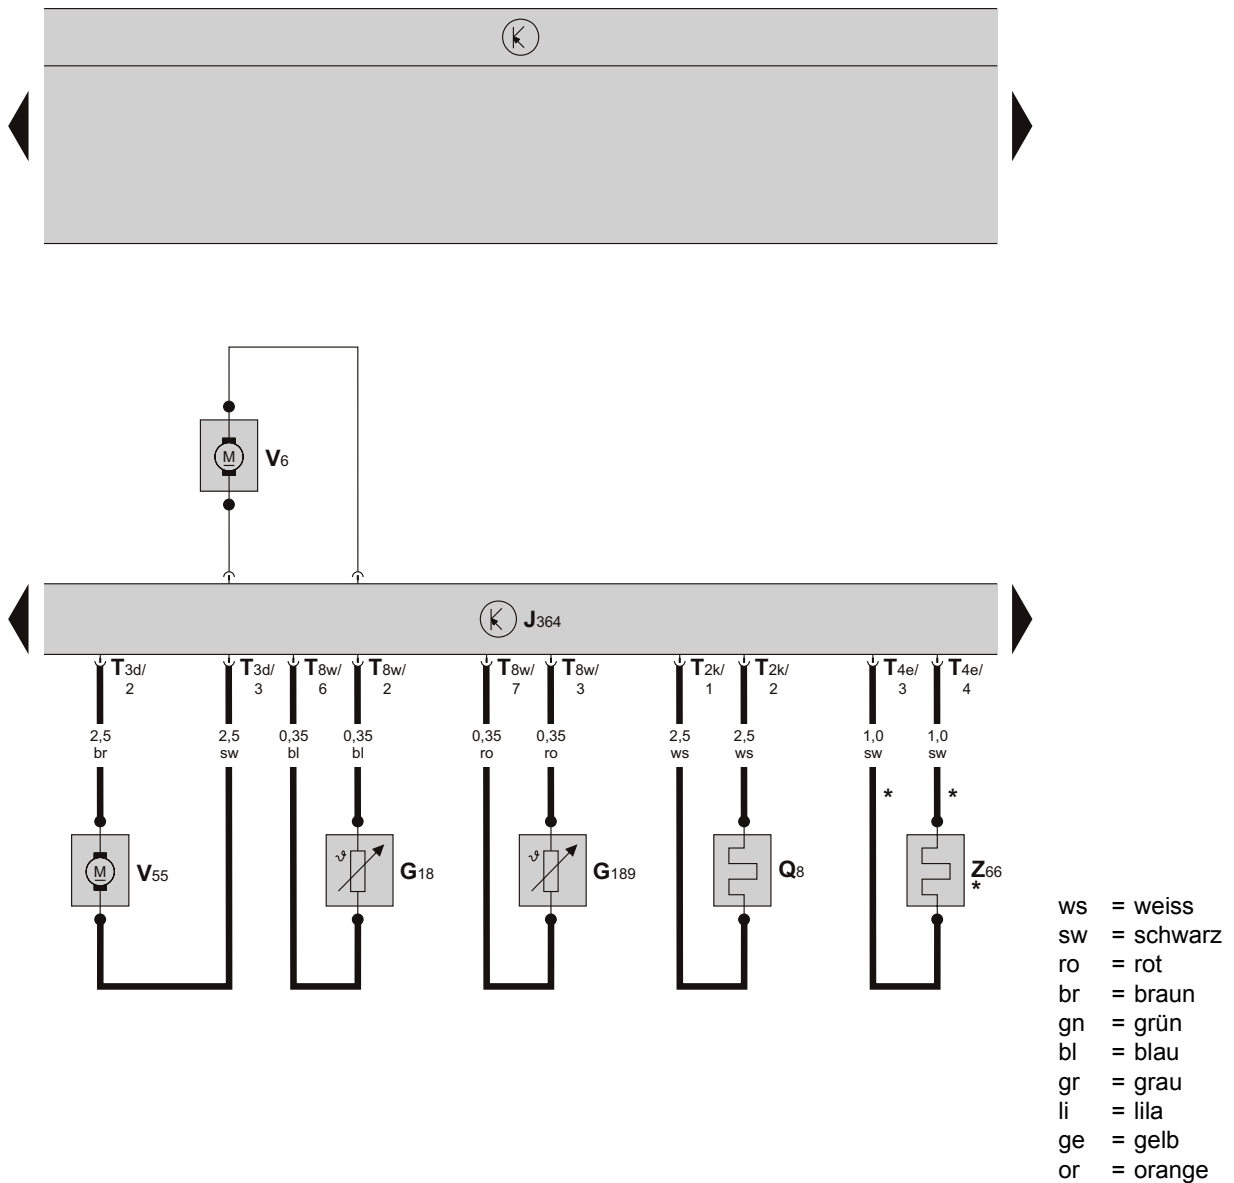 M
V6
J364
T3d/ T3d/ T8w/ T8w/ T8w/ T8w/ T2k/ T2k/ T4e/ T4e/
2 3 6 2 7 3 1 2 3 4
2,5 2,5 0,35 0,35 0,35 0,35 2,5 2,5 1,0 1,0
br sw bl bl ro ro ws ws sw sw
* *
M V55 ϑ G18 ϑ G189 Q8 Z66
*
ws = weiss
sw = schwarz
ro = rot
br = braun
gn = grün
bl = blau
gr = grau
li = lila
ge = gelb
or = orange